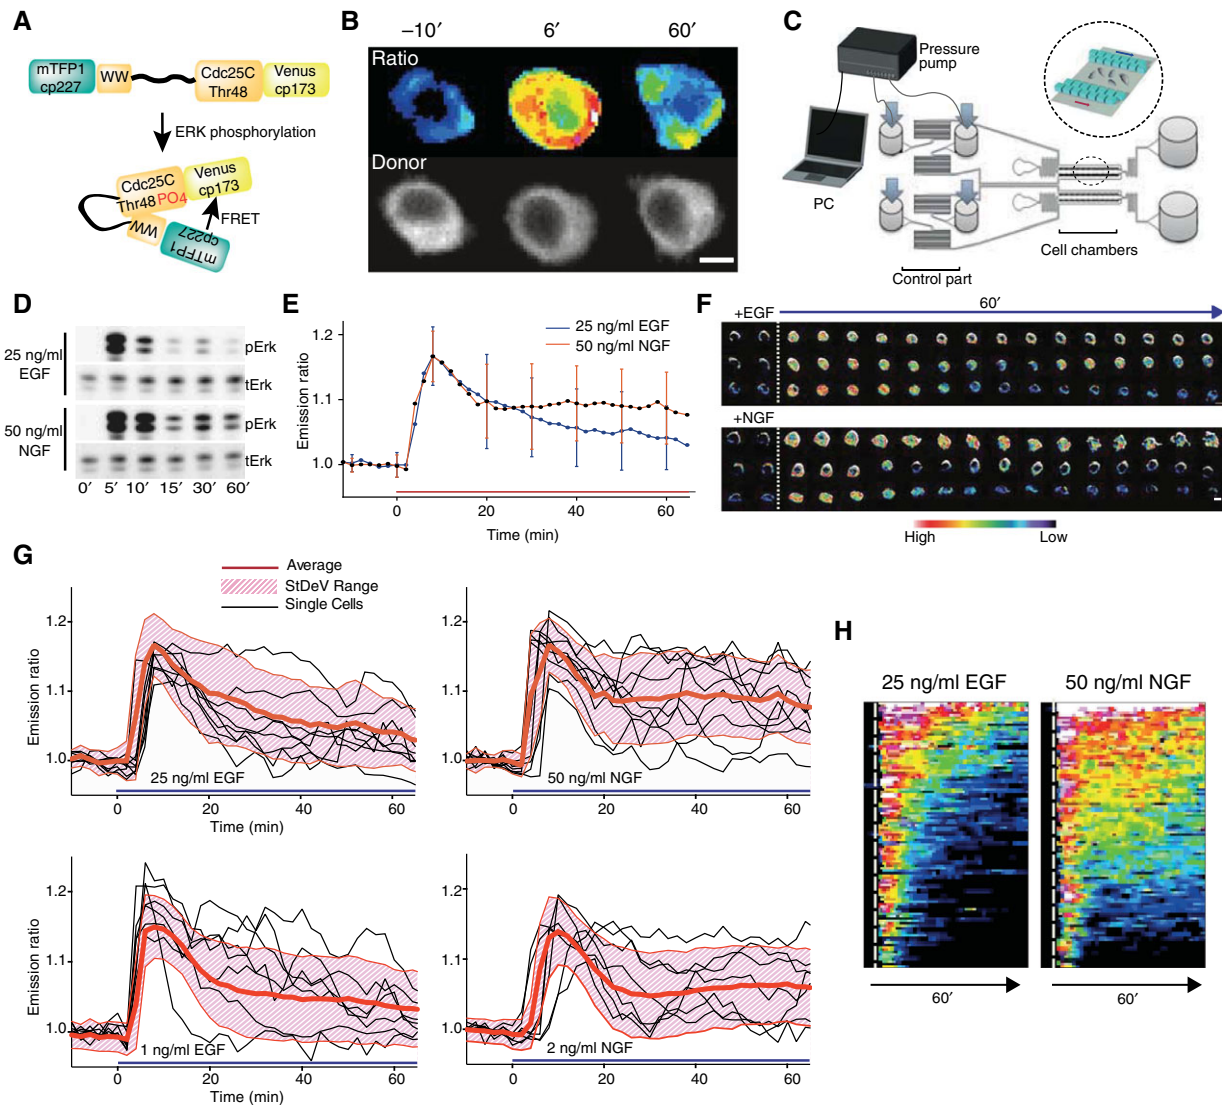 A
mTFP1
cp227
WW
Cdc25C
Thr48
Venus
cp173
ERK phosphorylation
Cdc25C
Thr48 PO4
Venus
cp173
FRET
WW
mTFP1
cp227
B
–10′ 6′ 60′
Ratio
Donor
C
Pressure
pump
PC
Control part
Cell chambers
D
25 ng/ml
EGF
pErk
tErk
50 ng/ml
NGF
pErk
tErk
0′ 5′ 10′ 15′ 30′ 60′
E
Emission ratio
1.2
1.1
1.0
25 ng/ml EGF
50 ng/ml NGF
0 20 40 60
Time (min)
F
+EGF
60′
+NGF
High Low
G
Average
StDeV Range
Single Cells
Emission ratio
1.2
1.1
1.0
25 ng/ml EGF
0 20 40 60
Time (min)
1.2
1.1
1.0
50 ng/ml NGF
0 20 40 60
Emission ratio
1.2
1.1
1.0
1 ng/ml EGF
0 20 40 60
Time (min)
1.2
1.1
1.0
2 ng/ml NGF
0 20 40 60
H
25 ng/ml EGF 50 ng/ml NGF
60′ 60′